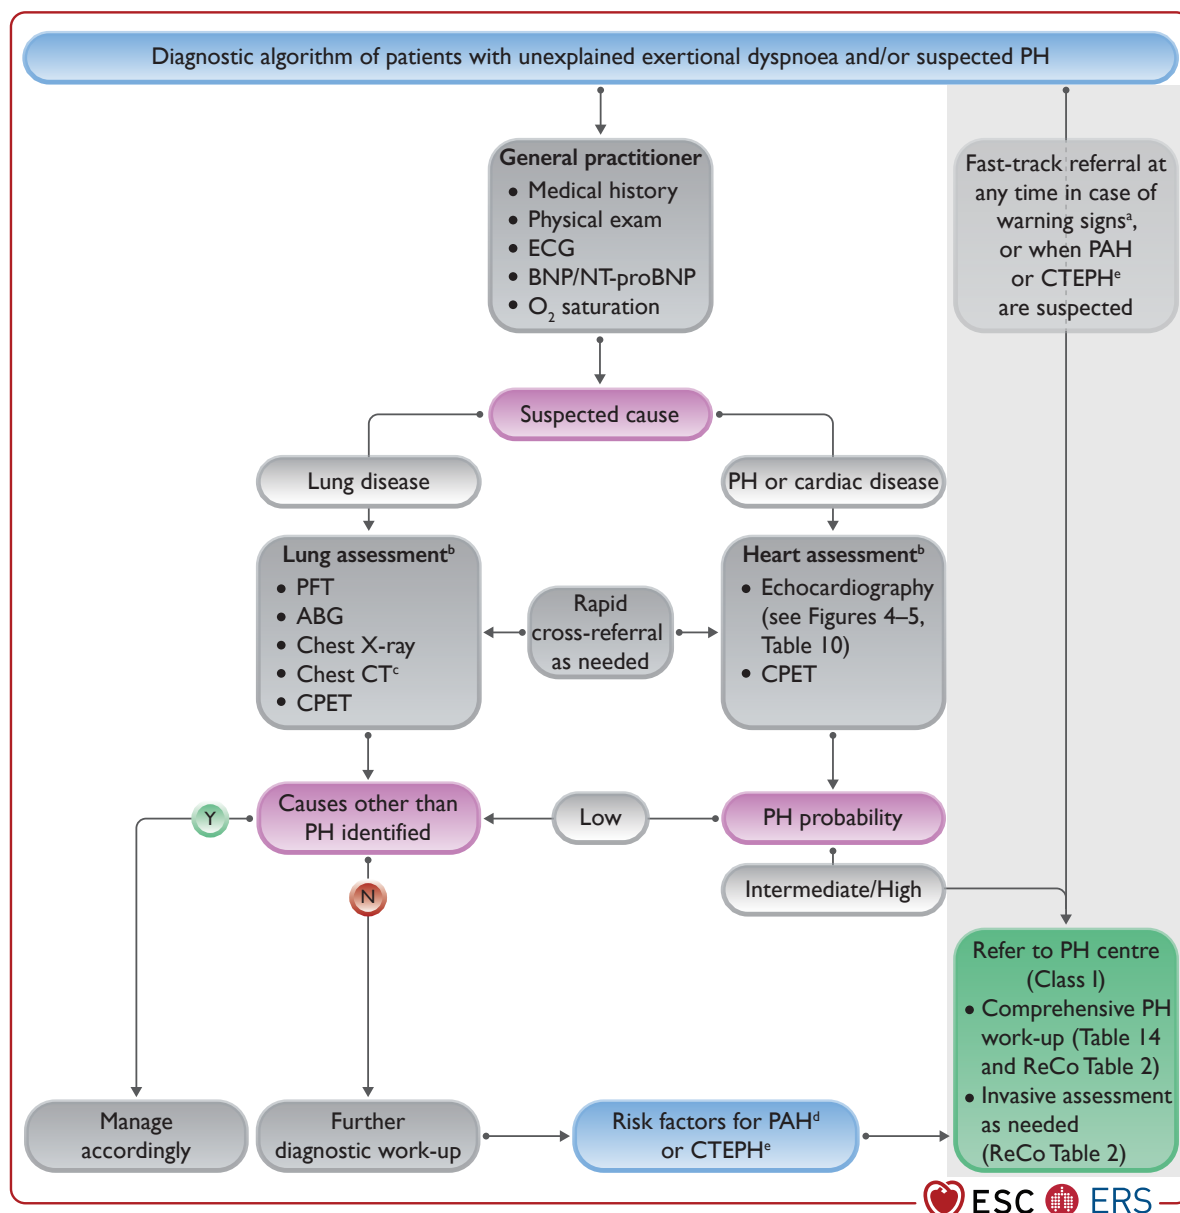 Diagnostic algorithm of patients with unexplained exertional dyspnoea and/or suspected PH
General practitioner
• Medical history
• Physical exam
• ECG
• BNP/NT-proBNP
• O₂ saturation
Fast-track referral at
any time in case of
warning signsᵃ,
or when PAH
or CTEPHᵉ
are suspected
Suspected cause
Lung disease
PH or cardiac disease
Lung assessmentᵇ
• PFT
• ABG
• Chest X-ray
• Chest CTᶜ
• CPET
Rapid
cross-referral
as needed
Heart assessmentᵇ
• Echocardiography
(see Figures 4–5,
Table 10)
• CPET
Y
Causes other than
PH identified
Low
PH probability
N
Intermediate/High
Refer to PH centre
(Class I)
• Comprehensive PH
work-up (Table 14
and ReCo Table 2)
• Invasive assessment
as needed
(ReCo Table 2)
Manage
accordingly
Further
diagnostic work-up
Risk factors for PAHᵈ
or CTEPHᵉ
ESC ERS